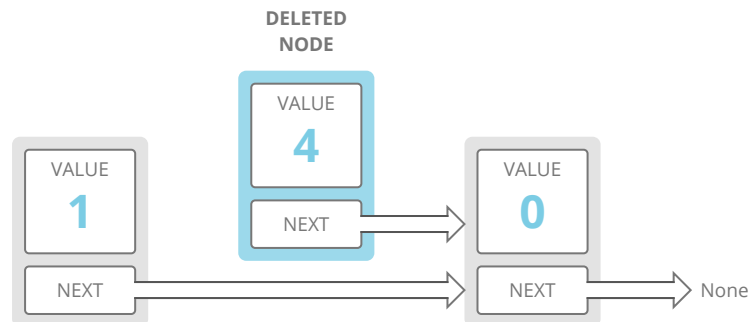 DELETED
NODE
VALUE
4
NEXT
VALUE
1
NEXT
VALUE
0
NEXT
None